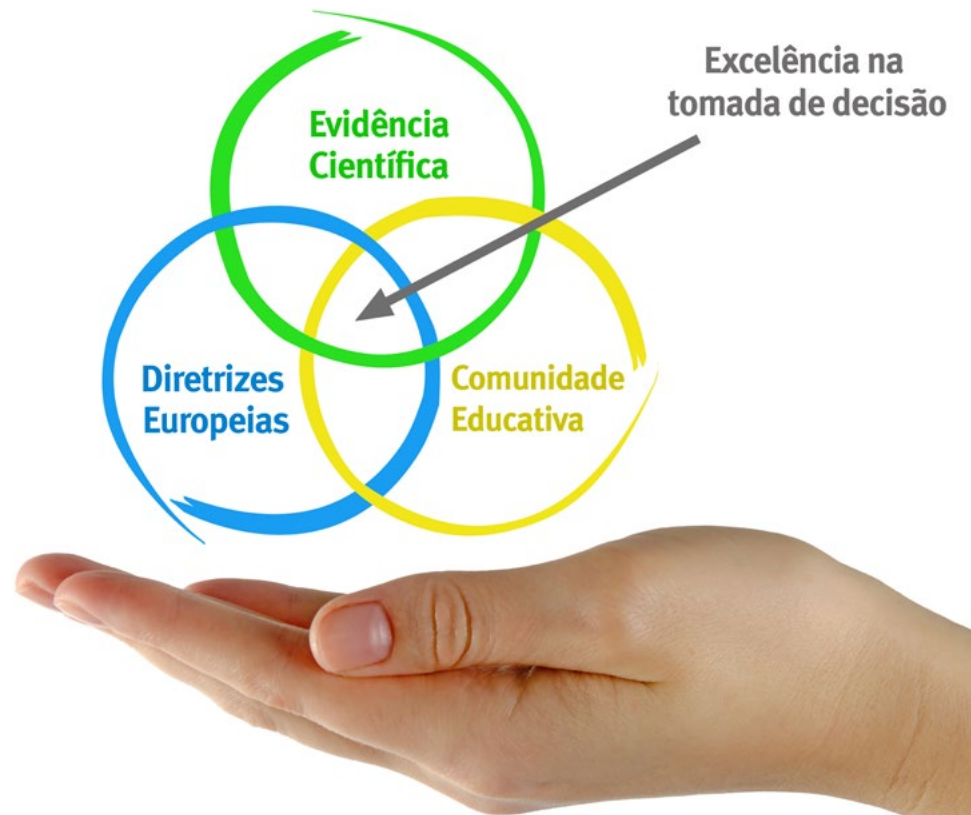 Excelência na
tomada de decisão
Evidência
Científica
Diretrizes
Europeias
Comunidade
Educativa